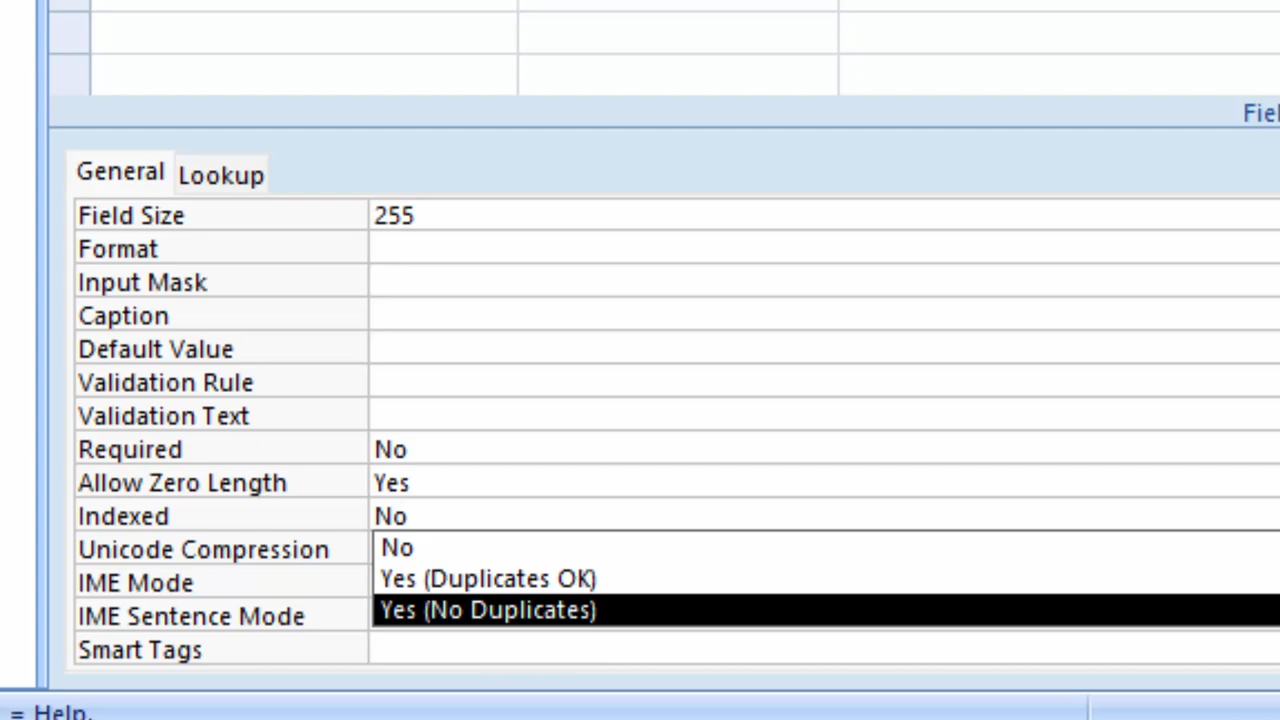 General Lookup
Field Size 255
Format
Input Mask
Caption
Default Value
Validation Rule
Validation Text
Required No
Allow Zero Length Yes
Indexed No
Unicode Compression No
IME Mode Yes (Duplicates OK)
IME Sentence Mode Yes (No Duplicates)
Smart Tags
= Help.